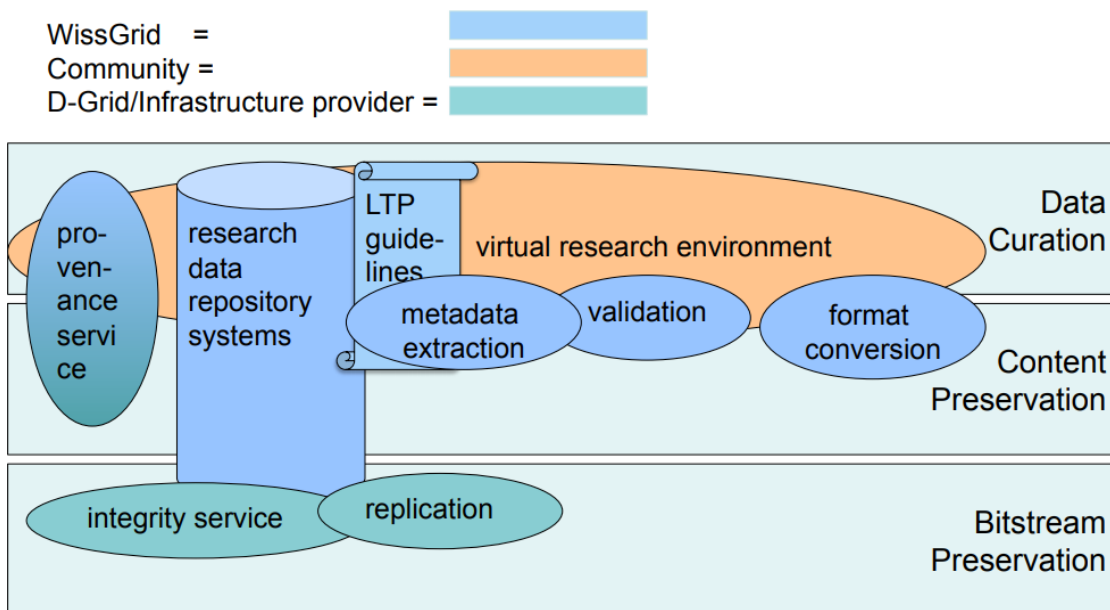 WissGrid =
Community =
D-Grid/Infrastructure provider =
pro-
ven-
ance
servi
ce
research
data
repository
systems
LTP
guide-
lines
virtual research environment
Data
Curation
metadata
extraction
validation
format
conversion
Content
Preservation
integrity service
replication
Bitstream
Preservation